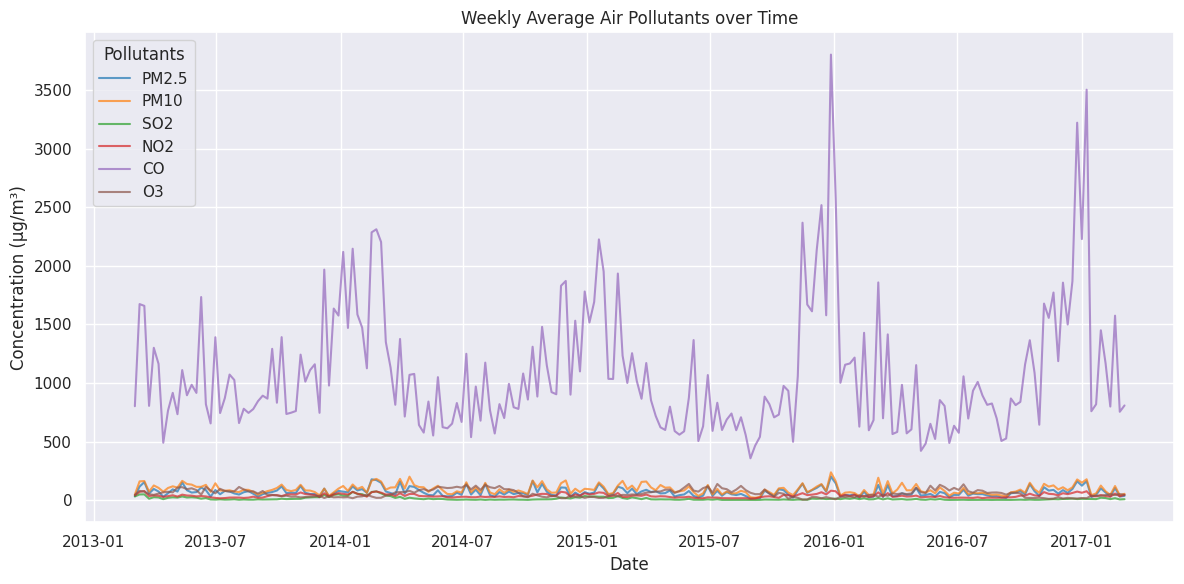 Weekly Average Air Pollutants over Time
Pollutants
PM2.5
PM10
SO2
NO2
CO
O3
Concentration (µg/m³)
3500
3000
2500
2000
1500
1000
500
0
2013-01 2013-07 2014-01 2014-07 2015-01 2015-07 2016-01 2016-07 2017-01
Date